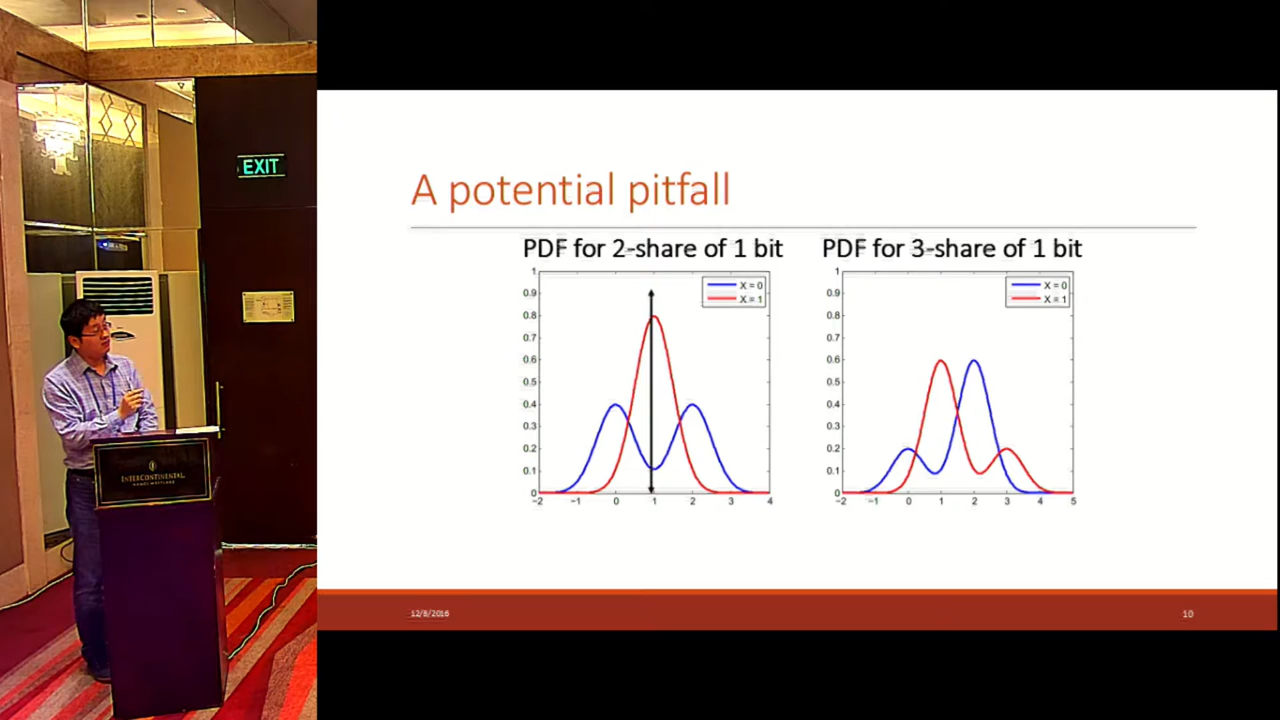 EXIT
INTERCONTINENTAL
A potential pitfall
PDF for 2-share of 1 bit
PDF for 3-share of 1 bit
1
0.9
0.8
0.7
0.6
0.5
0.4
0.3
0.2
0.1
0
-2 -1 0 1 2 3 4
X = 0
X = 1
1
0.9
0.8
0.7
0.6
0.5
0.4
0.3
0.2
0.1
0
-2 -1 0 1 2 3 4 5
X = 0
X = 1
12/8/2016
10